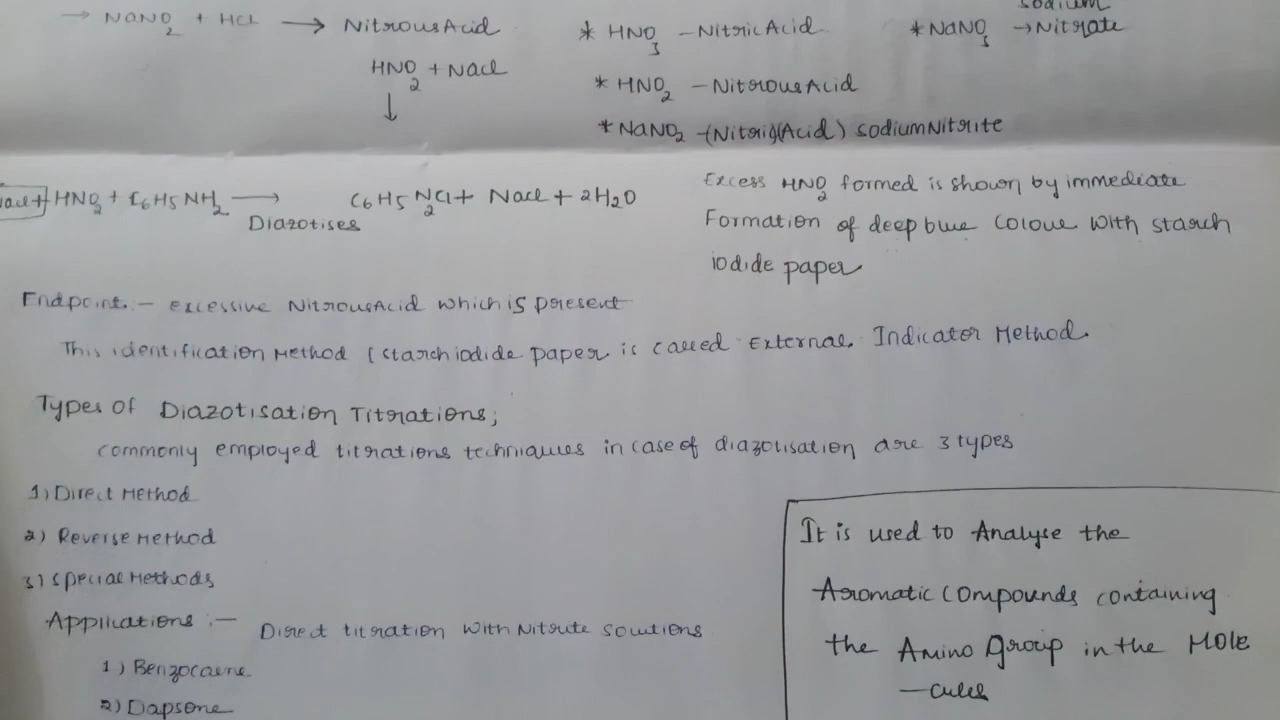 → NaNO2 + HCl → Nitrous Acid
HNO2 + Nacl
↓
* HNO3 - Nitric Acid
* HNO2 - Nitrous Acid
* NaNO2 - (Nitrig(Acid) sodium Nitrite
sodium
* NaNO3 → Nitrate
Nacl + HNO2 + C6H5NH2 → C6H5N2Cl + Nacl + 2H2O
Diazotises
Excess HNO2 formed is shown by immediate
Formation of deep blue colour with starch
iodide paper
Endpoint :- Excessive Nitrous Acid which is present
This identification Method (starch iodide paper is called External Indicator Method.
Types of Diazotisation Titrations;
commonly employed titrations techniques in case of diazotisation are 3 types
1) Direct Method
2) Reverse Method
3) Special Methods
Applications :- Direct titration with Nitrite solutions
1) Benzocaene
2) Dapsone
It is used to Analyse the
Aromatic Compounds containing
the Amino Group in the Mole
-cules